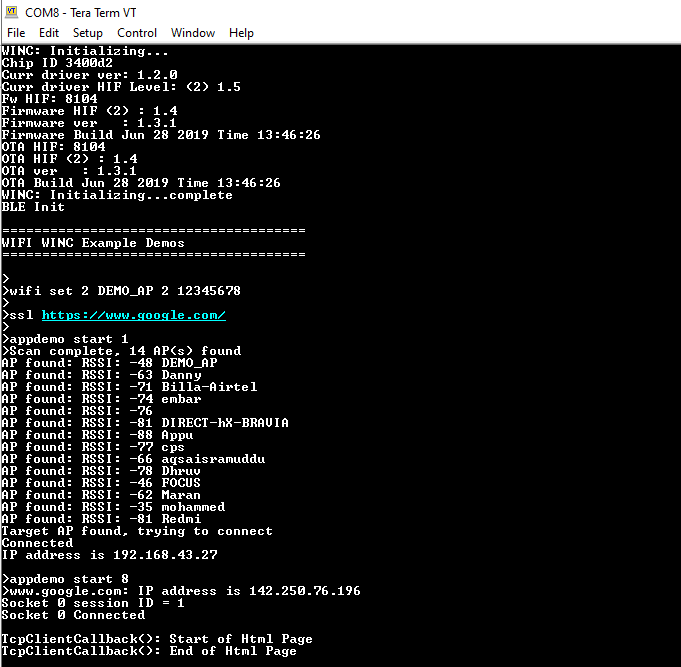 COM8 - Tera Term VT
File Edit Setup Control Window Help
WINC: Initializing...
Chip ID 3400d2
Curr driver ver: 1.2.0
Curr driver HIF Level: (2) 1.5
Fw HIF: 8104
Firmware HIF (2) : 1.4
Firmware ver   : 1.3.1
Firmware Build Jun 28 2019 Time 13:46:26
OTA HIF: 8104
OTA HIF (2) : 1.4
OTA ver   : 1.3.1
OTA Build Jun 28 2019 Time 13:46:26
WINC: Initializing...complete
BLE Init
======================================
WIFI WINC Example Demos
======================================
>
>wifi set 2 DEMO_AP 2 12345678
>
>ssl https://www.google.com/
>
>appdemo start 1
>Scan complete, 14 AP(s) found
AP found: RSSI: -48 DEMO_AP
AP found: RSSI: -63 Danny
AP found: RSSI: -71 Billa-Airtel
AP found: RSSI: -74 embar
AP found: RSSI: -76
AP found: RSSI: -81 DIRECT-hX-BRAVIA
AP found: RSSI: -88 Appu
AP found: RSSI: -77 cps
AP found: RSSI: -66 aqsaisramuddu
AP found: RSSI: -78 Dhruv
AP found: RSSI: -46 FOCUS
AP found: RSSI: -62 Maran
AP found: RSSI: -35 mohammed
AP found: RSSI: -81 Redmi
Target AP found, trying to connect
Connected
IP address is 192.168.43.27
>appdemo start 8
>www.google.com: IP address is 142.250.76.196
Socket 0 session ID = 1
Socket 0 Connected
TcpClientCallback(): Start of Html Page
TcpClientCallback(): End of Html Page